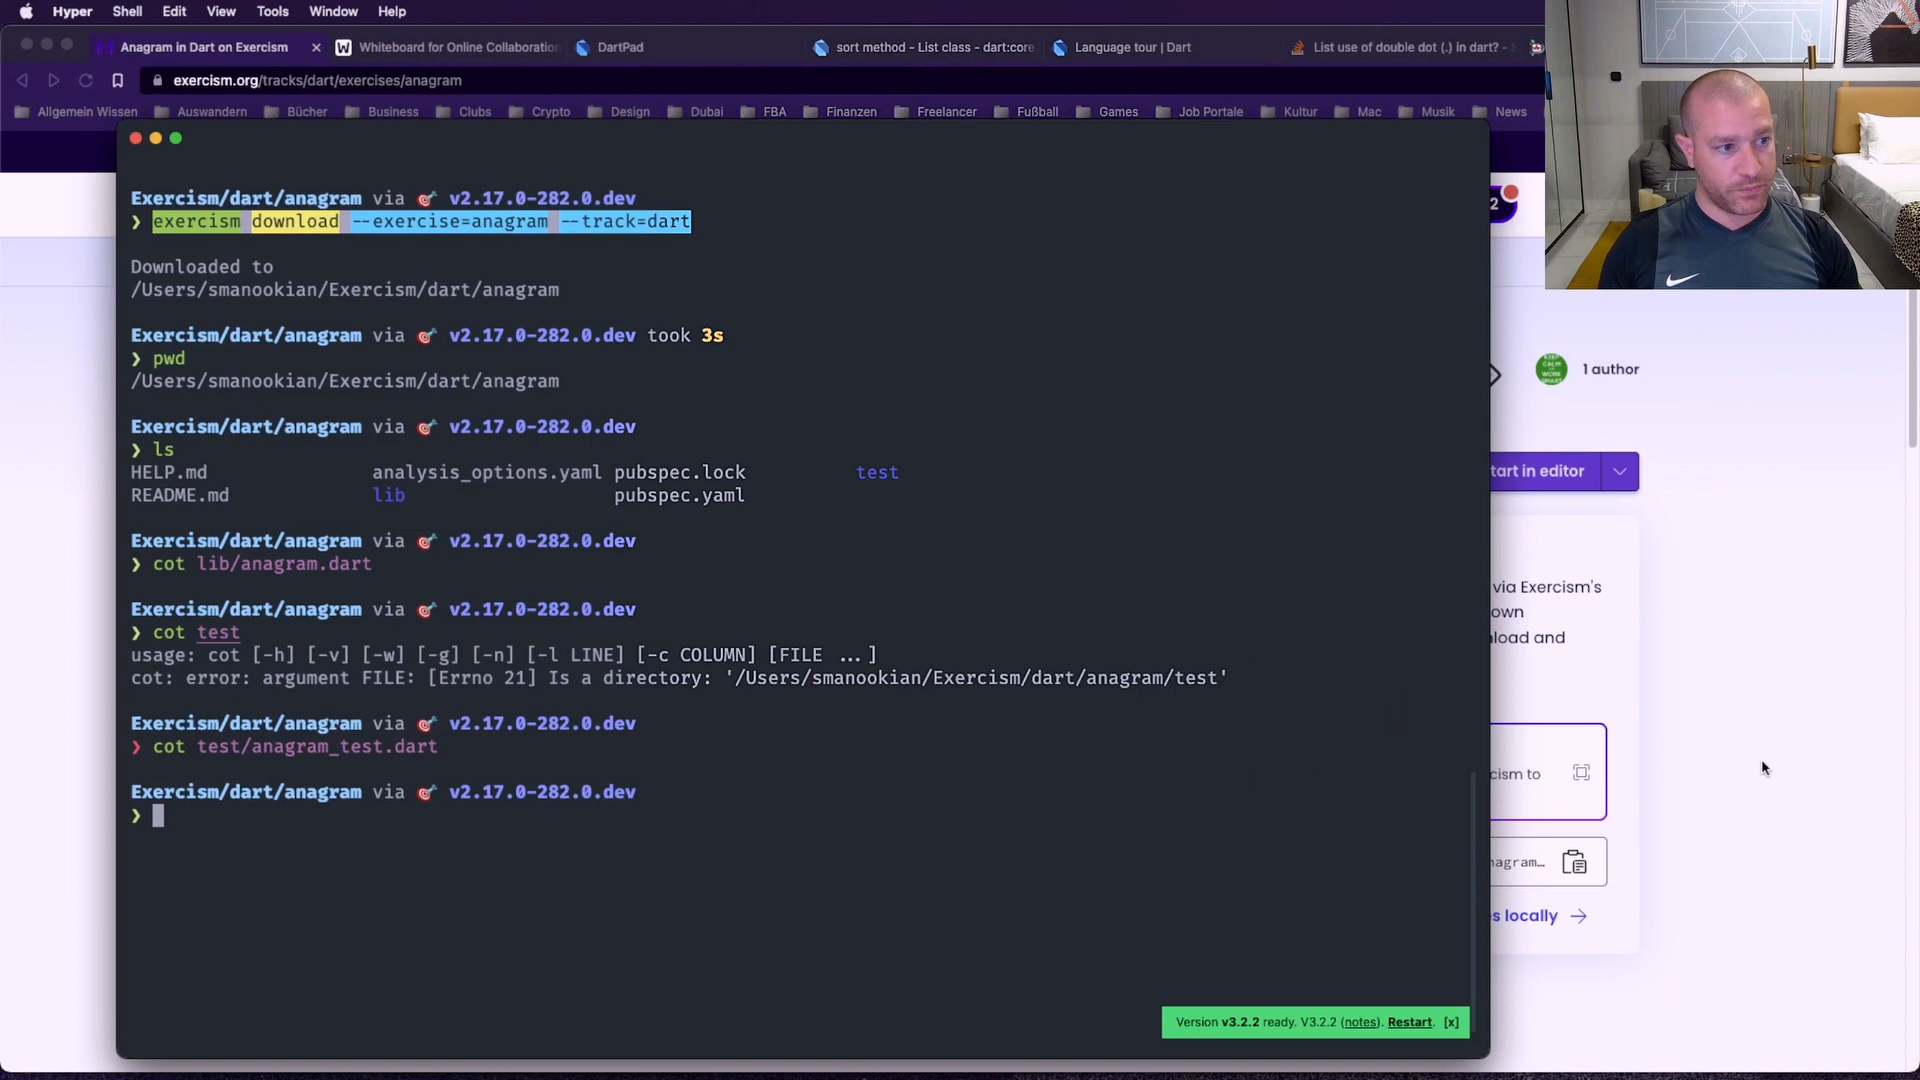 Hyper Shell Edit View Tools Window Help
Anagram in Dart on Exercism
Whiteboard for Online Collaboration
DartPad
sort method - List class - dart:core
Language tour | Dart
List use of double dot (.) in dart? - S
exercism.org/tracks/dart/exercises/anagram
Allgemein Wissen Auswandern Bücher Business Clubs Crypto Design Dubai FBA Finanzen Freelancer Fußball Games Job Portale Kultur Mac Musik News
Exercism/dart/anagram via v2.17.0-282.0.dev
❯ exercism download --exercise=anagram --track=dart
Downloaded to
/Users/smanookian/Exercism/dart/anagram
Exercism/dart/anagram via v2.17.0-282.0.dev took 3s
❯ pwd
/Users/smanookian/Exercism/dart/anagram
Exercism/dart/anagram via v2.17.0-282.0.dev
❯ ls
HELP.md analysis_options.yaml pubspec.lock test
README.md lib pubspec.yaml
Exercism/dart/anagram via v2.17.0-282.0.dev
❯ cot lib/anagram.dart
Exercism/dart/anagram via v2.17.0-282.0.dev
❯ cot test
usage: cot [-h] [-v] [-w] [-g] [-n] [-l LINE] [-c COLUMN] [FILE ...]
cot: error: argument FILE: [Errno 21] Is a directory: '/Users/smanookian/Exercism/dart/anagram/test'
Exercism/dart/anagram via v2.17.0-282.0.dev
❯ cot test/anagram_test.dart
Exercism/dart/anagram via v2.17.0-282.0.dev
❯
Version v3.2.2 ready. V3.2.2 (notes). Restart. [x]
2
KEEP CALM WORK SMART
1 author
tart in editor
via Exercism's
own
nload and
cism to
nagram…
s locally